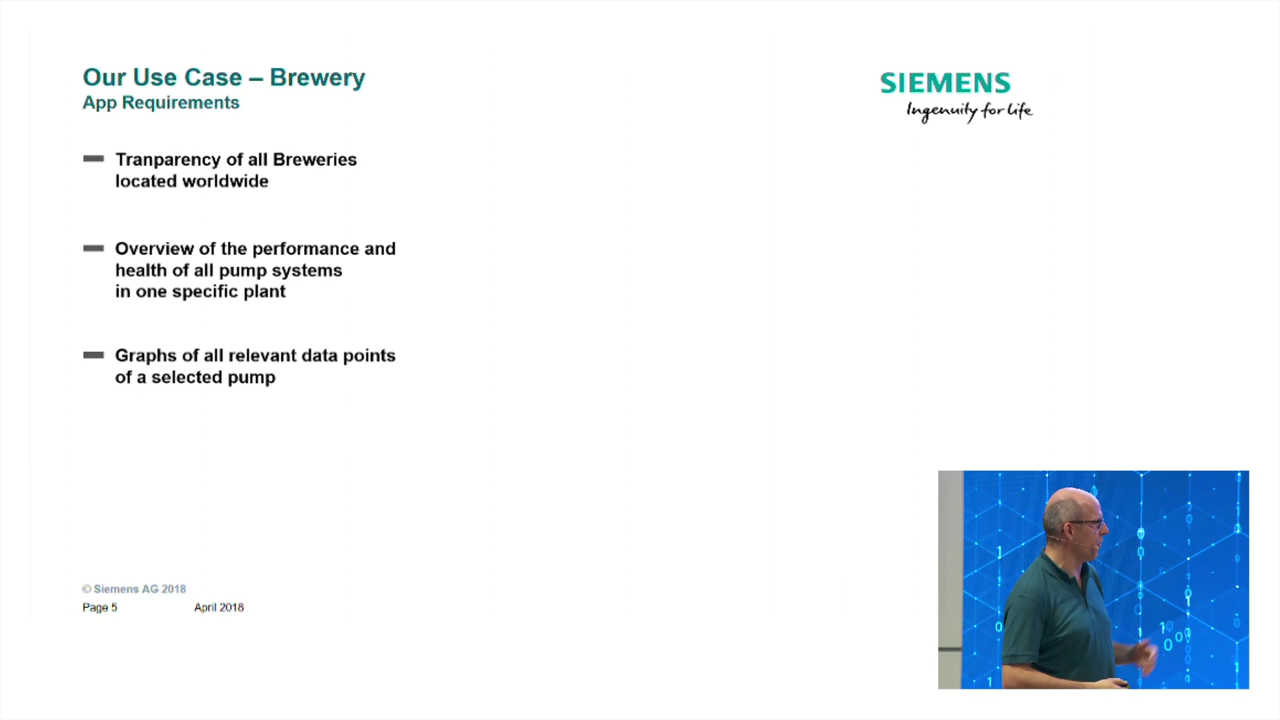 Our Use Case – Brewery
App Requirements
SIEMENS
Ingenuity for life
Tranparency of all Breweries
located worldwide
Overview of the performance and
health of all pump systems
in one specific plant
Graphs of all relevant data points
of a selected pump
© Siemens AG 2018
Page 5 April 2018